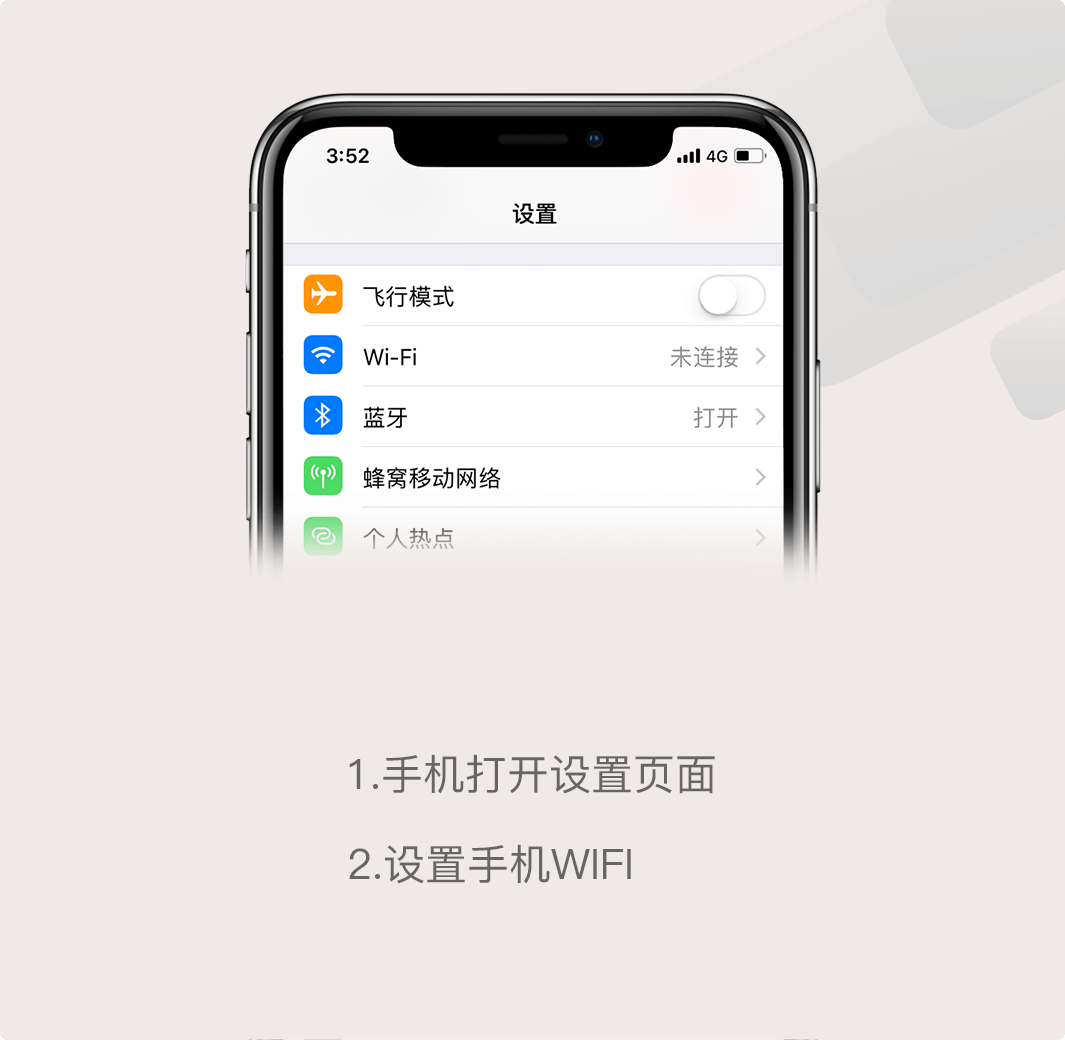 3:52
4G
设置
飞行模式
Wi-Fi 未连接
蓝牙 打开
蜂窝移动网络
个人热点
1.手机打开设置页面
2.设置手机WIFI